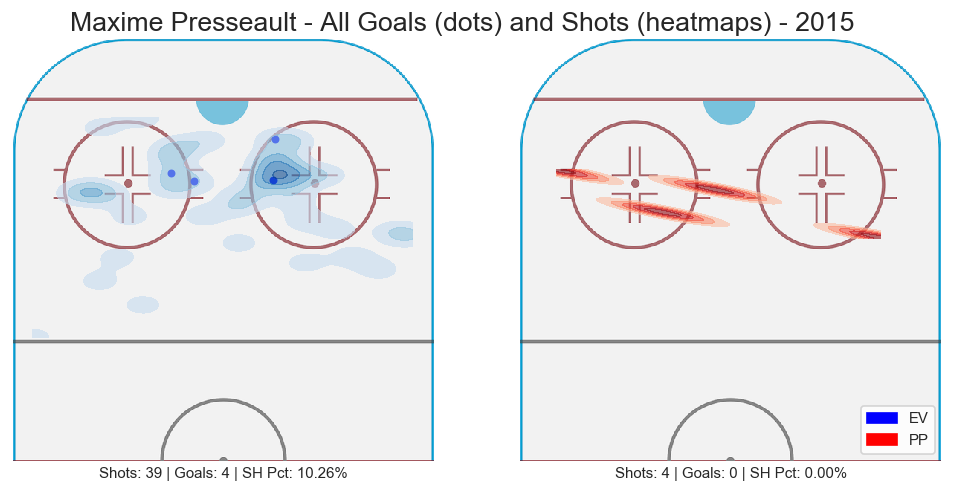 Maxime Presseault - All Goals (dots) and Shots (heatmaps) - 2015
EV
PP
Shots: 39 | Goals: 4 | SH Pct: 10.26%
Shots: 4 | Goals: 0 | SH Pct: 0.00%